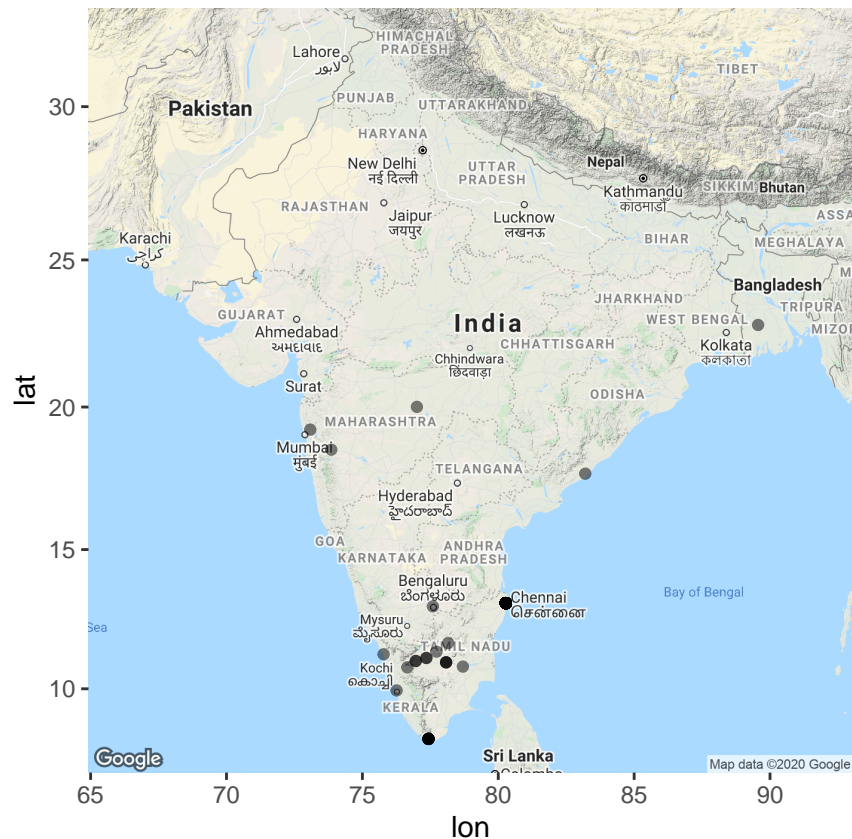 HIMACHAL
PRADESH
Lahore
لاہور
TIBET
PUNJAB
UTTARAKHAND
30
Pakistan
HARYANA
New Delhi
नई दिल्ली
UTTAR
PRADESH
Nepal
Kathmandu
काठमाडौँ
SIKKIM
Bhutan
RAJASTHAN
Jaipur
जयपुर
Lucknow
लखनऊ
ASSA
Karachi
كراچى
BIHAR
MEGHALAYA
25
Bangladesh
JHARKHAND
TRIPURA
GUJARAT
India
WEST BENGAL
MIZOR
Ahmedabad
અમદાવાદ
Chhindwara
छिंदवाड़ा
CHHATTISGARH
Kolkata
কলকাতা
Surat
ODISHA
lat
20
MAHARASHTRA
Mumbai
मुंबई
TELANGANA
Hyderabad
హైదరాబాద్
GOA
15
KARNATAKA
ANDHRA
PRADESH
Bengaluru
ಬೆಂಗಳೂರು
Bay of Bengal
Chennai
சென்னை
Mysuru
ಮೈಸೂರು
Sea
TAMIL NADU
Kochi
കൊച്ചി
10
KERALA
Sri Lanka
Colombo
Google
Map data ©2020 Google
65
70
75
80
85
90
lon